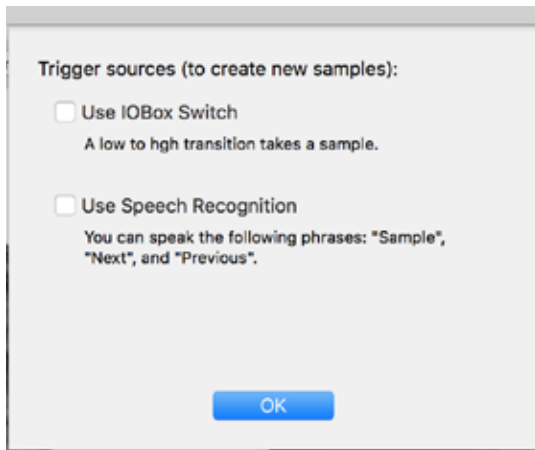 Trigger sources (to create new samples):
Use IOBox Switch
A low to hgh transition takes a sample.
Use Speech Recognition
You can speak the following phrases: "Sample",
"Next", and "Previous".
OK